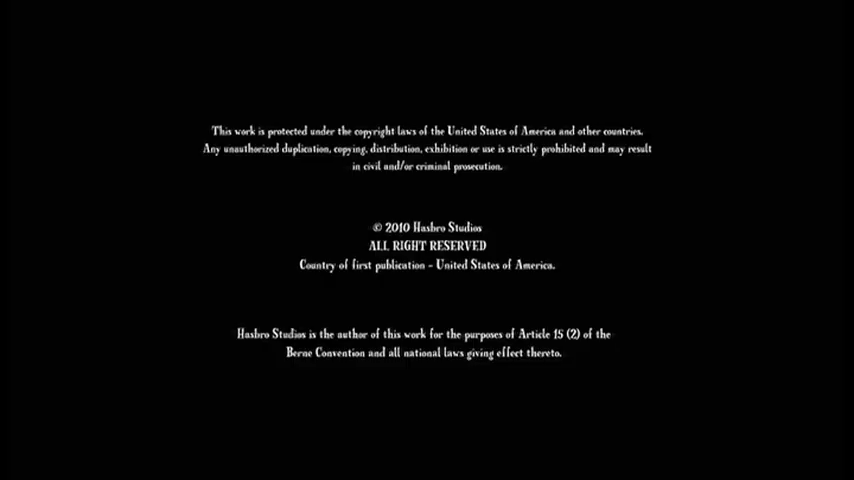 This work is protected under the copyright laws of the United States of America and other countries.
Any unauthorized duplication, copying, distribution, exhibition or use is strictly prohibited and may result
in civil and/or criminal prosecution.
© 2010 Hasbro Studios
ALL RIGHT RESERVED
Country of first publication - United States of America.
Hasbro Studios is the author of this work for the purposes of Article 15 (2) of the
Berne Convention and all national laws giving effect thereto.